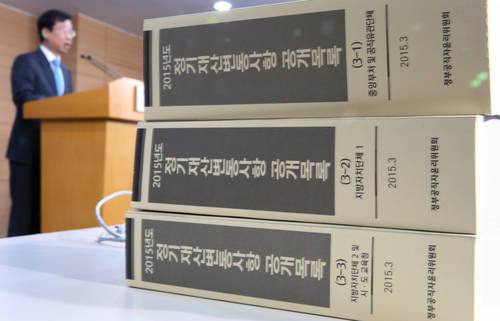 2015년도
정기 재산변동사항 공개목록
(3-1)
중앙부처 및 공직유관단체
2015.3
정부공직자윤리위원회
2015년도
정기 재산변동사항 공개목록
(3-2)
지방자치단체 1
2015.3
정부공직자윤리위원회
2015년도
정기 재산변동사항 공개목록
(3-3)
지방자치단체 2 및
시·도 교육청
2015.3
정부공직자윤리위원회